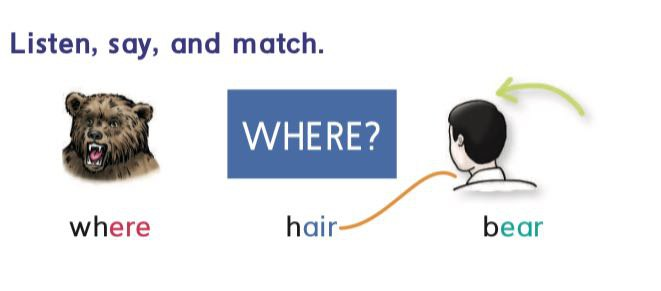 Listen, say, and match.
WHERE?
where hair bear